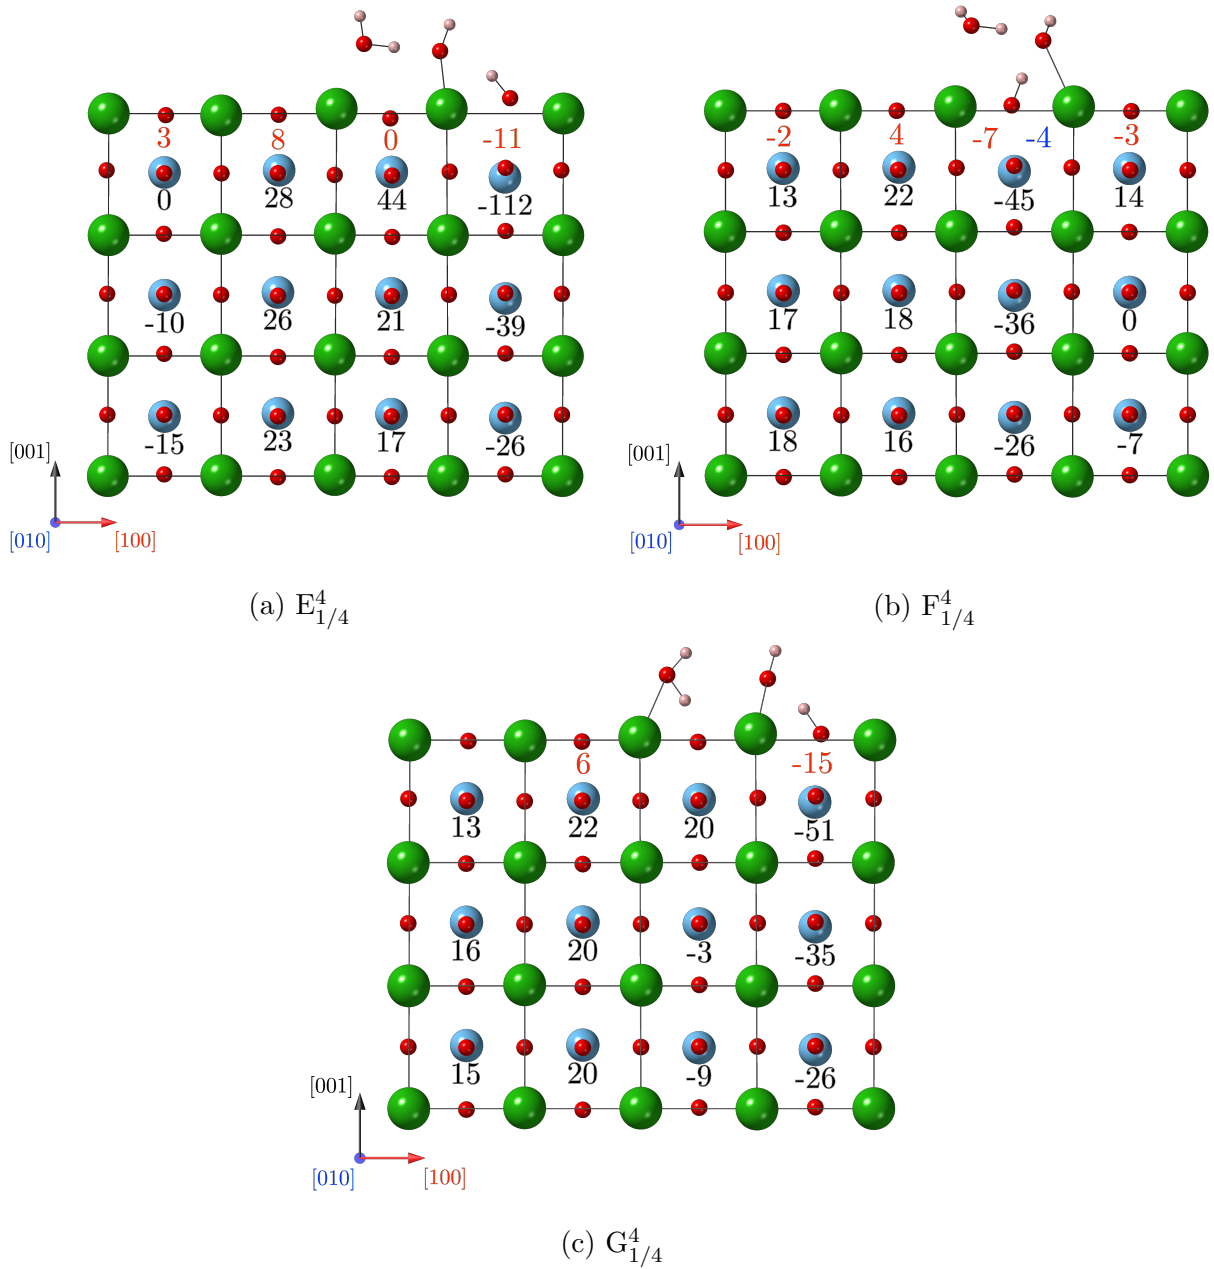 3 8 0 -11
0 28 44 -112
-10 26 21 -39
-15 23 17 -26
[001]
[010] [100]
(a) E$^4_{1/4}$
-2 4 -7 -4 -3
13 22 -45 14
17 18 -36 0
18 16 -26 -7
[001]
[010] [100]
(b) F$^4_{1/4}$
6 -15
13 22 20 -51
16 20 -3 -35
15 20 -9 -26
[001]
[010] [100]
(c) G$^4_{1/4}$